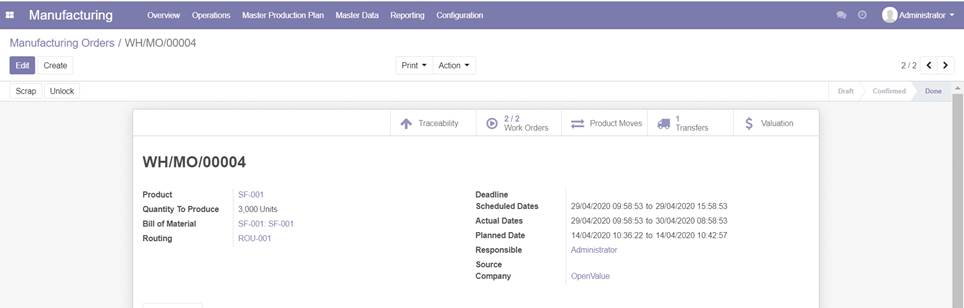 Manufacturing Overview Operations Master Production Plan Master Data Reporting Configuration Administrator
Manufacturing Orders / WH/MO/00004
Edit Create Print Action 2 / 2
Scrap Unlock Draft Confirmed Done
Traceability 2 / 2 Work Orders Product Moves 1 Transfers Valuation
WH/MO/00004
Product SF-001 Deadline
Quantity To Produce 3,000 Units Scheduled Dates 29/04/2020 09:58:53 to 29/04/2020 15:58:53
Bill of Material SF-001: SF-001 Actual Dates 29/04/2020 09:58:53 to 30/04/2020 08:58:53
Routing ROU-001 Planned Date 14/04/2020 10:36:22 to 14/04/2020 10:42:57
Responsible Administrator
Source
Company OpenValue